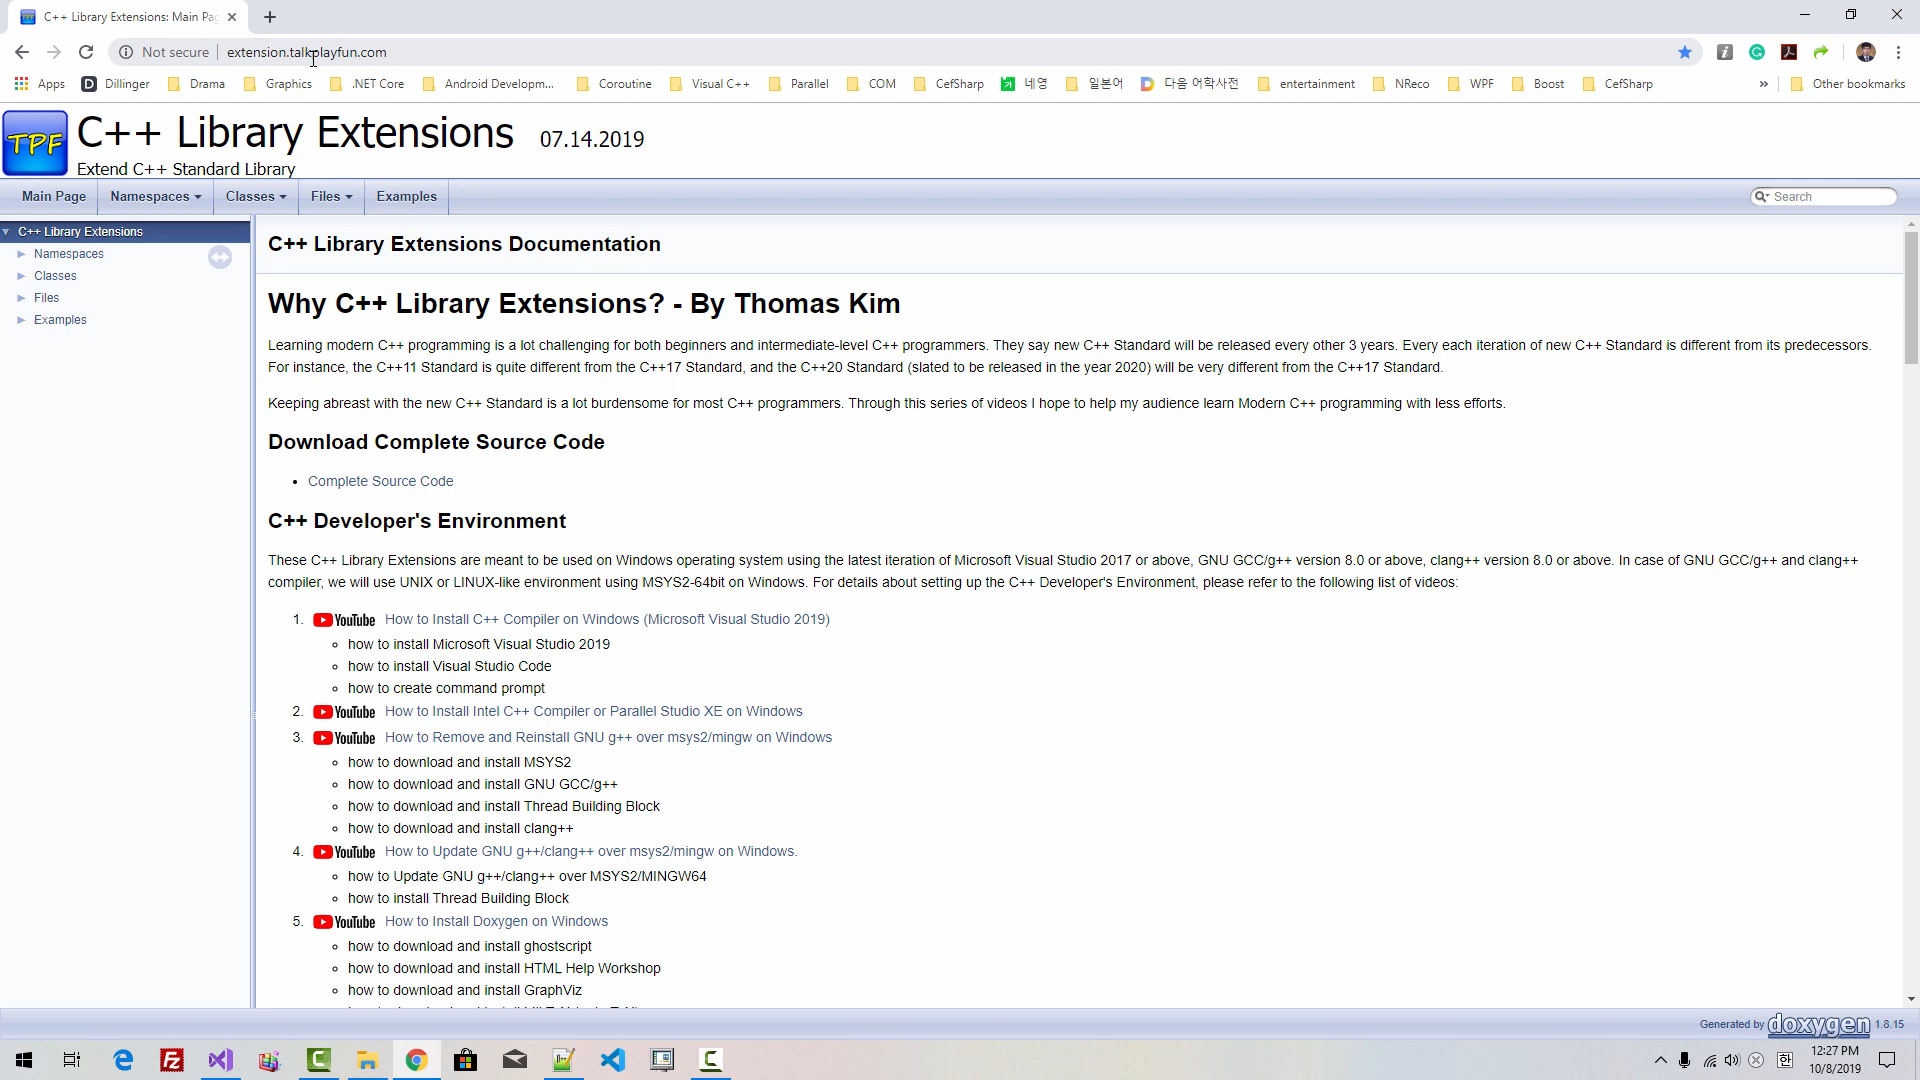 C++ Library Extensions: Main Pag
Not secure
extension.talkplayfun.com
Apps
Dillinger
Drama
Graphics
.NET Core
Android Developm...
Coroutine
Visual C++
Parallel
COM
CefSharp
네영
일본어
다음 어학사전
entertainment
NReco
WPF
Boost
CefSharp
»
Other bookmarks
TPF
C++ Library Extensions 07.14.2019
Extend C++ Standard Library
Main Page
Namespaces
Classes
Files
Examples
Search
C++ Library Extensions
Namespaces
Classes
Files
Examples
C++ Library Extensions Documentation
Why C++ Library Extensions? - By Thomas Kim
Learning modern C++ programming is a lot challenging for both beginners and intermediate-level C++ programmers. They say new C++ Standard will be released every other 3 years. Every each iteration of new C++ Standard is different from its predecessors.
For instance, the C++11 Standard is quite different from the C++17 Standard, and the C++20 Standard (slated to be released in the year 2020) will be very different from the C++17 Standard.
Keeping abreast with the new C++ Standard is a lot burdensome for most C++ programmers. Through this series of videos I hope to help my audience learn Modern C++ programming with less efforts.
Download Complete Source Code
• Complete Source Code
C++ Developer's Environment
These C++ Library Extensions are meant to be used on Windows operating system using the latest iteration of Microsoft Visual Studio 2017 or above, GNU GCC/g++ version 8.0 or above, clang++ version 8.0 or above. In case of GNU GCC/g++ and clang++
compiler, we will use UNIX or LINUX-like environment using MSYS2-64bit on Windows. For details about setting up the C++ Developer's Environment, please refer to the following list of videos:
1. YouTube How to Install C++ Compiler on Windows (Microsoft Visual Studio 2019)
how to install Microsoft Visual Studio 2019
how to install Visual Studio Code
how to create command prompt
2. YouTube How to Install Intel C++ Compiler or Parallel Studio XE on Windows
3. YouTube How to Remove and Reinstall GNU g++ over msys2/mingw on Windows
how to download and install MSYS2
how to download and install GNU GCC/g++
how to download and install Thread Building Block
how to download and install clang++
4. YouTube How to Update GNU g++/clang++ over msys2/mingw on Windows.
how to Update GNU g++/clang++ over MSYS2/MINGW64
how to install Thread Building Block
5. YouTube How to Install Doxygen on Windows
how to download and install ghostscript
how to download and install HTML Help Workshop
how to download and install GraphViz
Generated by doxygen 1.8.15
한
12:27 PM
10/8/2019